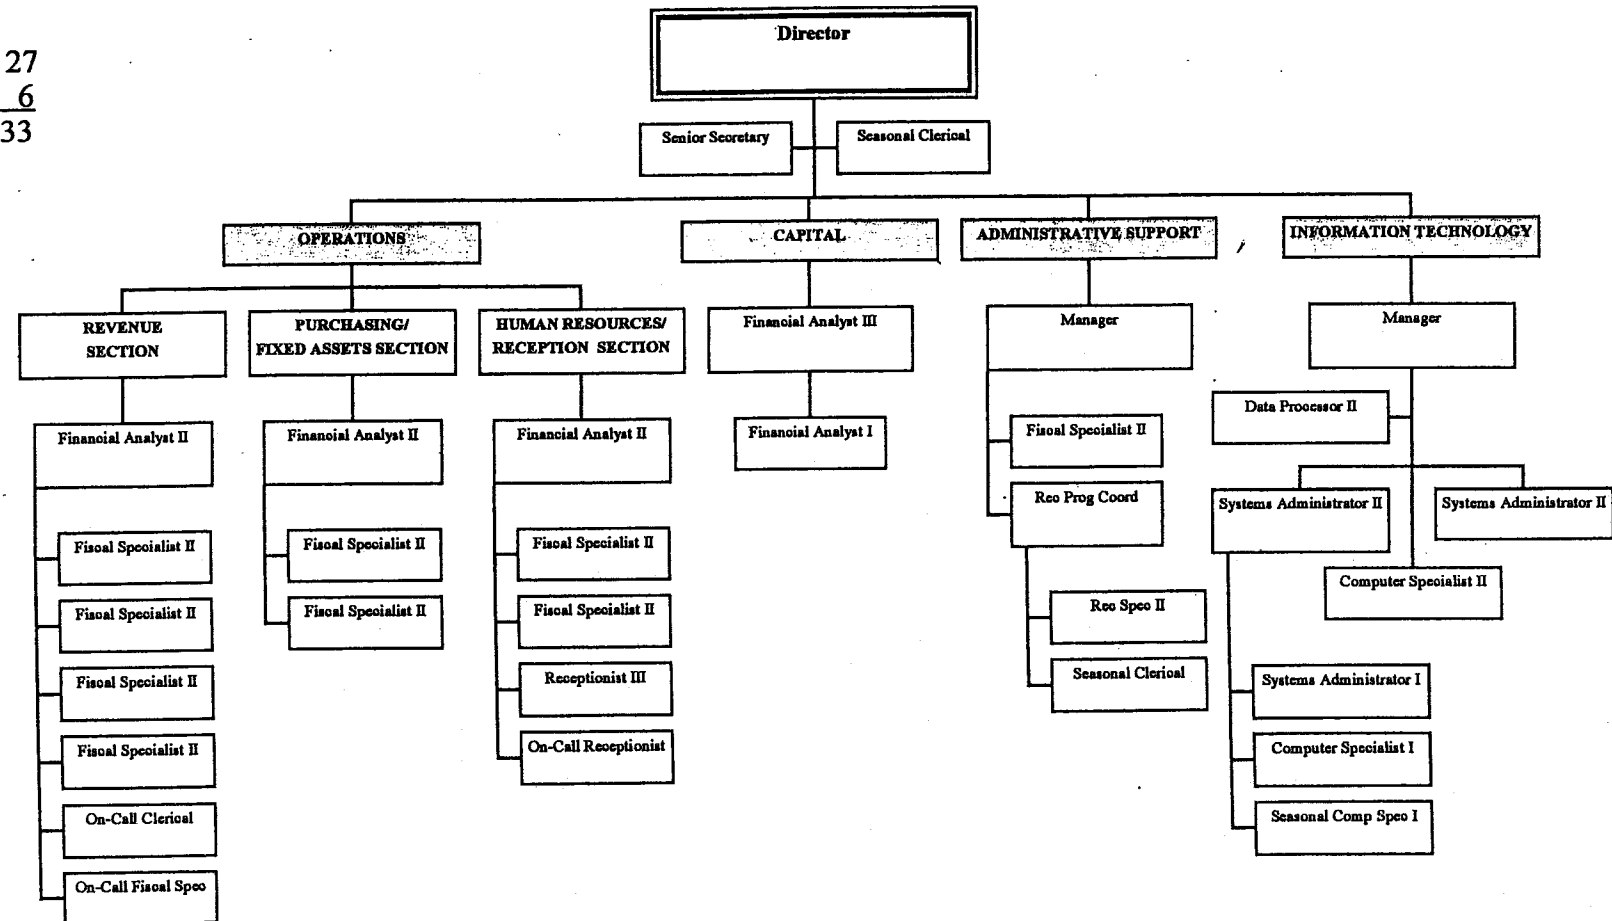 27
6
33
Director
Senior Secretary
Seasonal Clerical
OPERATIONS
CAPITAL
ADMINISTRATIVE SUPPORT
INFORMATION TECHNOLOGY
REVENUE
SECTION
PURCHASING/
FIXED ASSETS SECTION
HUMAN RESOURCES/
RECEPTION SECTION
Financial Analyst III
Manager
Manager
Financial Analyst II
Financial Analyst II
Financial Analyst II
Financial Analyst I
Fiscal Specialist II
Rec Prog Coord
Data Processor II
Systems Administrator II
Systems Administrator II
Computer Specialist II
Fiscal Specialist II
Fiscal Specialist II
Fiscal Specialist II
Fiscal Specialist II
On-Call Clerical
On-Call Fiscal Spec
Fiscal Specialist II
Fiscal Specialist II
Fiscal Specialist II
Fiscal Specialist II
Receptionist III
On-Call Receptionist
Rec Spec II
Seasonal Clerical
Systems Administrator I
Computer Specialist I
Seasonal Comp Spec I